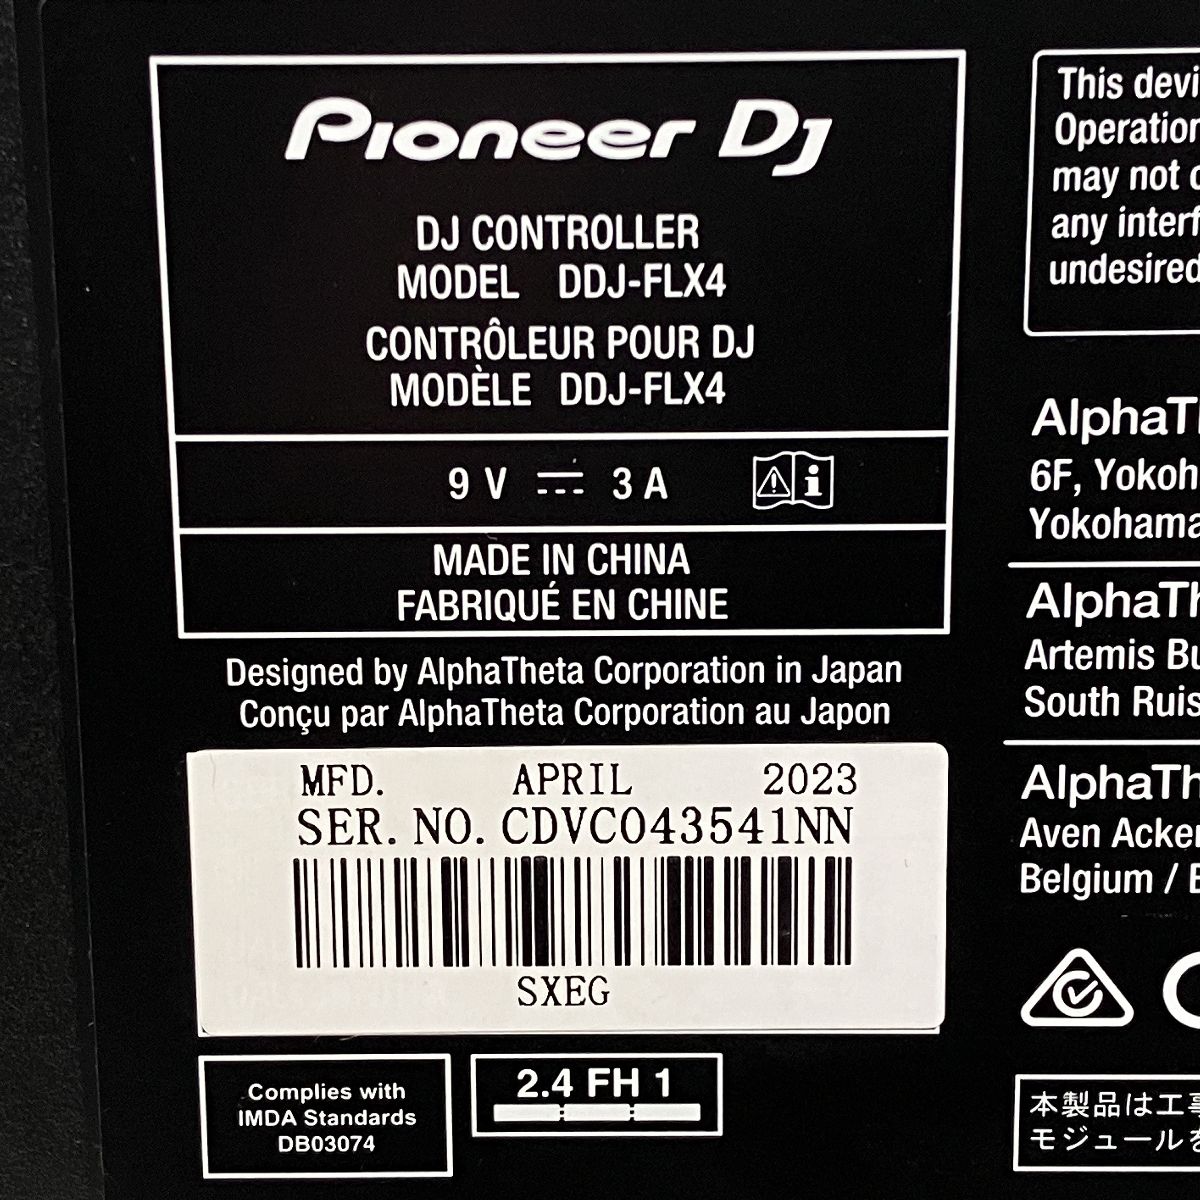 Pioneer DJ
DJ CONTROLLER
MODEL DDJ-FLX4
CONTRÔLEUR POUR DJ
MODÈLE DDJ-FLX4
9 V ⎓ 3 A
MADE IN CHINA
FABRIQUÉ EN CHINE
Designed by AlphaTheta Corporation in Japan
Conçu par AlphaTheta Corporation au Japon
MFD. APRIL 2023
SER. NO. CDVC043541NN
SXEG
Complies with
IMDA Standards
DB03074
2.4 FH 1
This devi
Operation
may not
any interf
undesired
AlphaT
6F, Yokoh
Yokohama
AlphaTh
Artemis Bu
South Ruis
AlphaTh
Aven Acke
Belgium /
本製品は工事
モジュールを